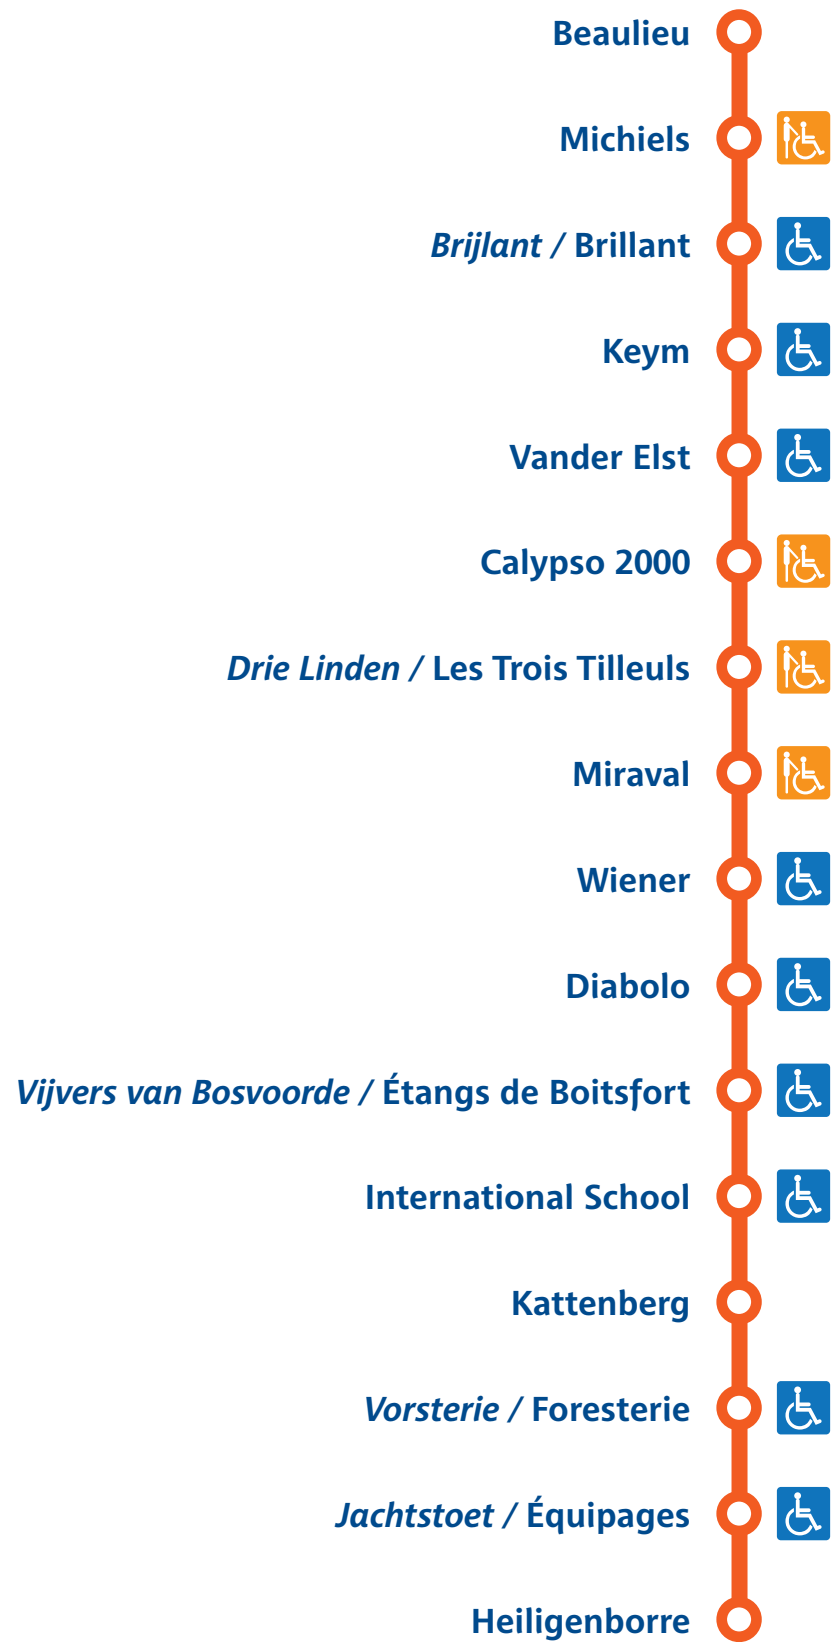 Beaulieu
Michiels
Brijlant / Brillant
Keym
Vander Elst
Calypso 2000
Drie Linden / Les Trois Tilleuls
Miraval
Wiener
Diabolo
Vijvers van Bosvoorde / Étangs de Boitsfort
International School
Kattenberg
Vorsterie / Foresterie
Jachtstoet / Équipages
Heiligenborre